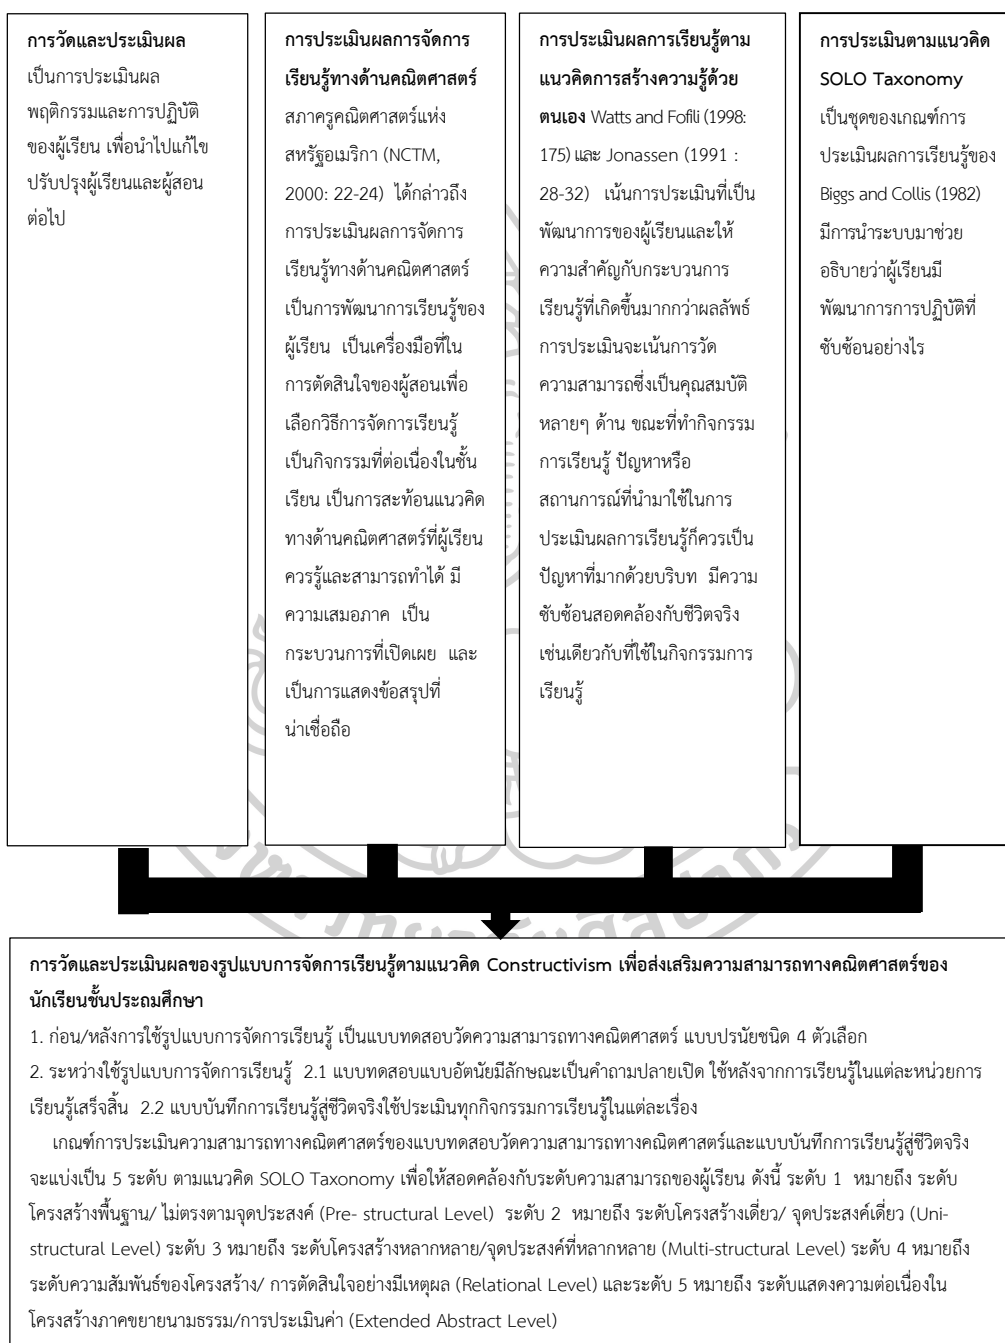 การวัดและประเมินผล
เป็นการประเมินผล
พฤติกรรมและการปฏิบัติ
ของผู้เรียน เพื่อนำไปแก้ไข
ปรับปรุงผู้เรียนและผู้สอน
ต่อไป
การประเมินผลการจัดการ
เรียนรู้ทางด้านคณิตศาสตร์
สภาครูคณิตศาสตร์แห่ง
สหรัฐอเมริกา (NCTM,
2000: 22-24) ได้กล่าวถึง
การประเมินผลการจัดการ
เรียนรู้ทางด้านคณิตศาสตร์
เป็นการพัฒนาการเรียนรู้ของ
ผู้เรียน เป็นเครื่องมือที่ใน
การตัดสินใจของผู้สอนเพื่อ
เลือกวิธีการจัดการเรียนรู้
เป็นกิจกรรมที่ต่อเนื่องในชั้น
เรียน เป็นการสะท้อนแนวคิด
ทางด้านคณิตศาสตร์ที่ผู้เรียน
ควรรู้และสามารถทำได้ มี
ความเสมอภาค เป็น
กระบวนการที่เปิดเผย และ
เป็นการแสดงข้อสรุปที่
น่าเชื่อถือ
การประเมินผลการเรียนรู้ตาม
แนวคิดการสร้างความรู้ด้วย
ตนเอง Watts and Fofili (1998:
175) และ Jonassen (1991 :
28-32) เน้นการประเมินที่เป็น
พัฒนาการของผู้เรียนและให้
ความสำคัญกับกระบวนการ
เรียนรู้ที่เกิดขึ้นมากกว่าผลลัพธ์
การประเมินจะเน้นการวัด
ความสามารถซึ่งเป็นคุณสมบัติ
หลายๆ ด้าน ขณะที่ทำกิจกรรม
การเรียนรู้ ปัญหาหรือ
สถานการณ์ที่นำมาใช้ในการ
ประเมินผลการเรียนรู้ก็ควรเป็น
ปัญหาที่มากด้วยบริบท มีความ
ซับซ้อนสอดคล้องกับชีวิตจริง
เช่นเดียวกับที่ใช้ในกิจกรรมการ
เรียนรู้
การประเมินตามแนวคิด
SOLO Taxonomy
เป็นชุดของเกณฑ์การ
ประเมินผลการเรียนรู้ของ
Biggs and Collis (1982)
มีการนำระบบมาช่วย
อธิบายว่าผู้เรียนมี
พัฒนาการการปฏิบัติที่
ซับซ้อนอย่างไร
การวัดและประเมินผลของรูปแบบการจัดการเรียนรู้ตามแนวคิด Constructivism เพื่อส่งเสริมความสามารถทางคณิตศาสตร์ของ
นักเรียนชั้นประถมศึกษา
1. ก่อน/หลังการใช้รูปแบบการจัดการเรียนรู้ เป็นแบบทดสอบวัดความสามารถทางคณิตศาสตร์ แบบปรนัยชนิด 4 ตัวเลือก
2. ระหว่างใช้รูปแบบการจัดการเรียนรู้ 2.1 แบบทดสอบแบบอัตนัยมีลักษณะเป็นคำถามปลายเปิด ใช้หลังจากการเรียนรู้ในแต่ละหน่วยการ
เรียนรู้เสร็จสิ้น 2.2 แบบบันทึกการเรียนรู้สู่ชีวิตจริงใช้ประเมินทุกกิจกรรมการเรียนรู้ในแต่ละเรื่อง
เกณฑ์การประเมินความสามารถทางคณิตศาสตร์ของแบบทดสอบวัดความสามารถทางคณิตศาสตร์และแบบบันทึกการเรียนรู้สู่ชีวิตจริง
จะแบ่งเป็น 5 ระดับ ตามแนวคิด SOLO Taxonomy เพื่อให้สอดคล้องกับระดับความสามารถของผู้เรียน ดังนี้ ระดับ 1 หมายถึง ระดับ
โครงสร้างพื้นฐาน/ ไม่ตรงตามจุดประสงค์ (Pre- structural Level) ระดับ 2 หมายถึง ระดับโครงสร้างเดี่ยว/ จุดประสงค์เดี่ยว (Uni-
structural Level) ระดับ 3 หมายถึง ระดับโครงสร้างหลากหลาย/จุดประสงค์ที่หลากหลาย (Multi-structural Level) ระดับ 4 หมายถึง
ระดับความสัมพันธ์ของโครงสร้าง/ การตัดสินใจอย่างมีเหตุผล (Relational Level) และระดับ 5 หมายถึง ระดับแสดงความต่อเนื่องใน
โครงสร้างภาคขยายนามธรรม/การประเมินค่า (Extended Abstract Level)